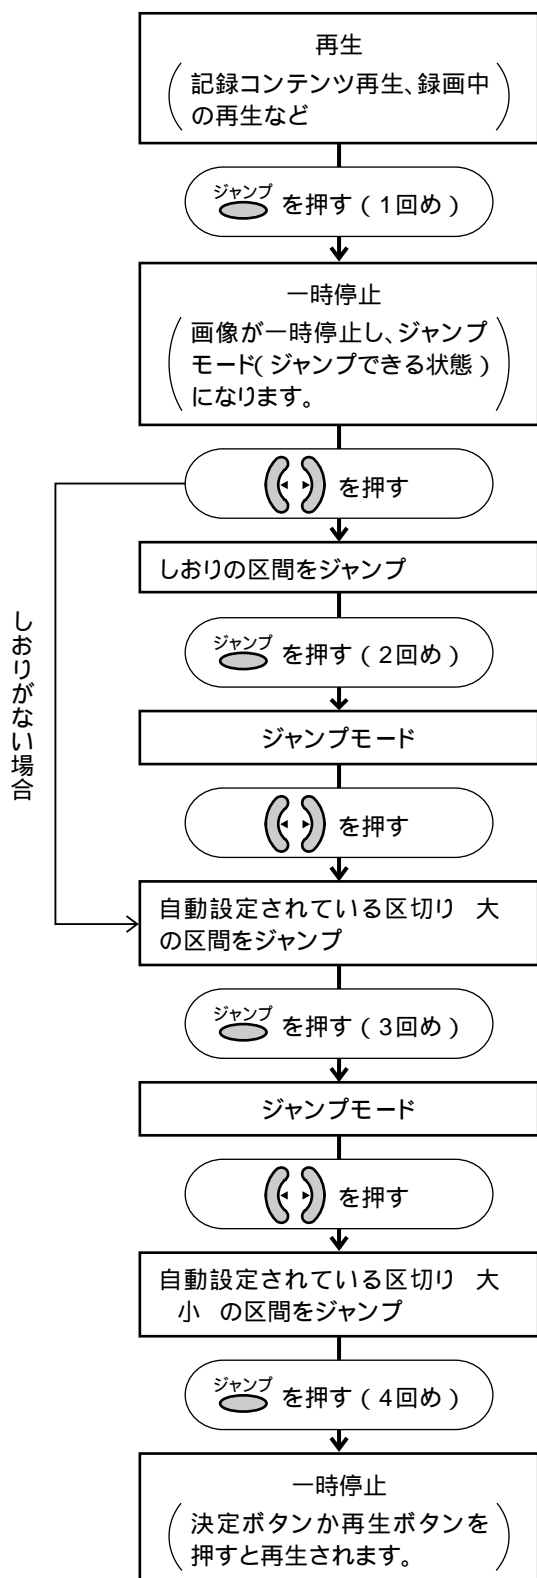 再生
（記録コンテンツ再生、録画中
の再生など）
ジャンプ を押す（1回め）
一時停止
（画像が一時停止し、ジャンプ
モード（ジャンプできる状態）
になります。）
を押す
しおりの区間をジャンプ
ジャンプ を押す（2回め）
しおりがない場合
ジャンプモード
を押す
自動設定されている区切り　大
の区間をジャンプ
ジャンプ を押す（3回め）
ジャンプモード
を押す
自動設定されている区切り　大
小　の区間をジャンプ
ジャンプ を押す（4回め）
一時停止
（決定ボタンか再生ボタンを
押すと再生されます。）